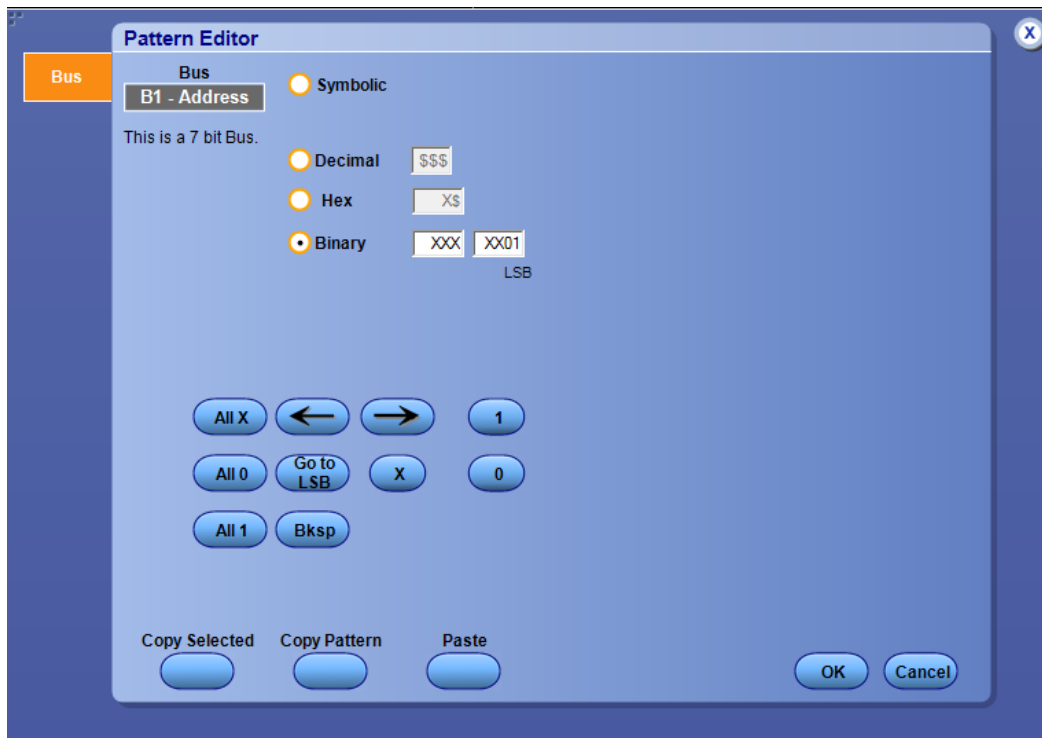 Pattern Editor
X
Bus
Bus
B1 - Address
Symbolic
This is a 7 bit Bus.
Decimal $$$
Hex X$
Binary XXX XX01
LSB
All X
1
All 0 Go to LSB X 0
All 1 Bksp
Copy Selected Copy Pattern Paste
OK Cancel